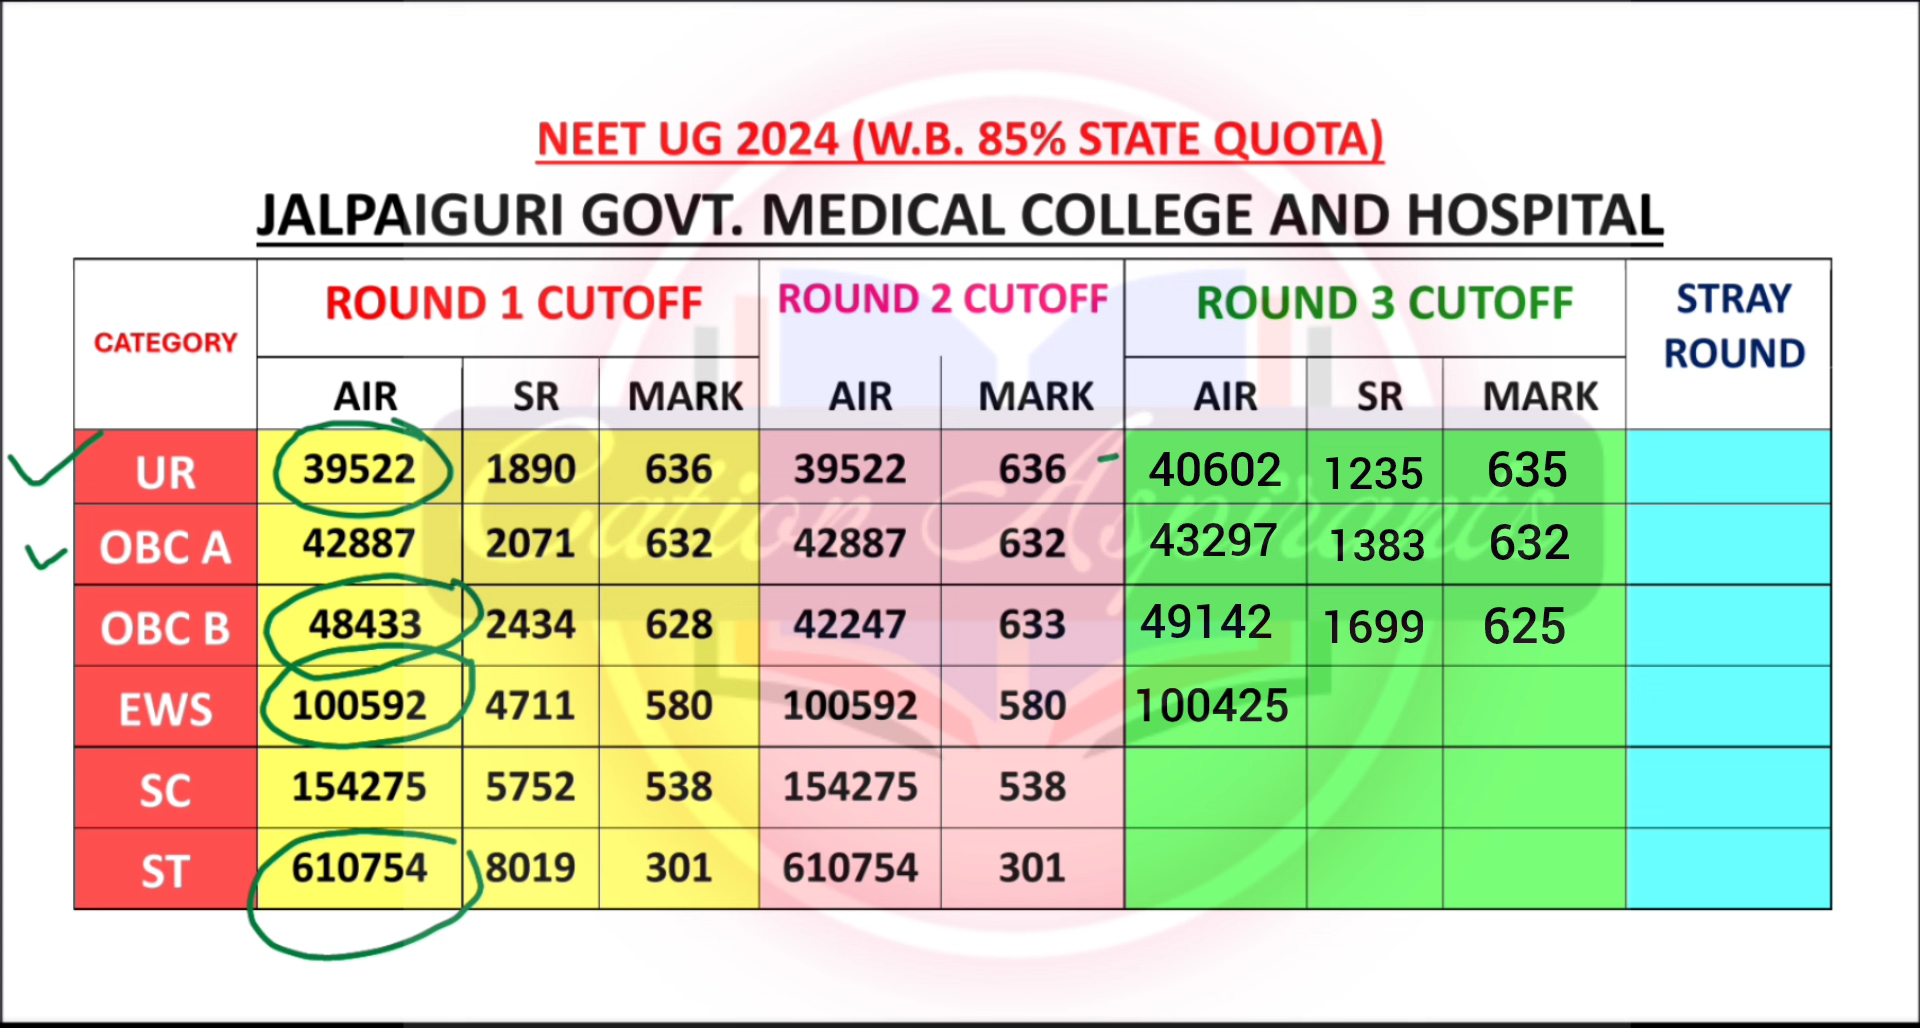 NEET UG 2024 (W.B. 85% STATE QUOTA)
JALPAIGURI GOVT. MEDICAL COLLEGE AND HOSPITAL
CATEGORY ROUND 1 CUTOFF ROUND 2 CUTOFF ROUND 3 CUTOFF STRAY ROUND
AIR SR MARK AIR MARK AIR SR MARK
UR 39522 1890 636 39522 636 40602 1235 635
OBC A 42887 2071 632 42887 632 43297 1383 632
OBC B 48433 2434 628 42247 633 49142 1699 625
EWS 100592 4711 580 100592 580 100425
SC 154275 5752 538 154275 538
ST 610754 8019 301 610754 301
Cation Aspirants